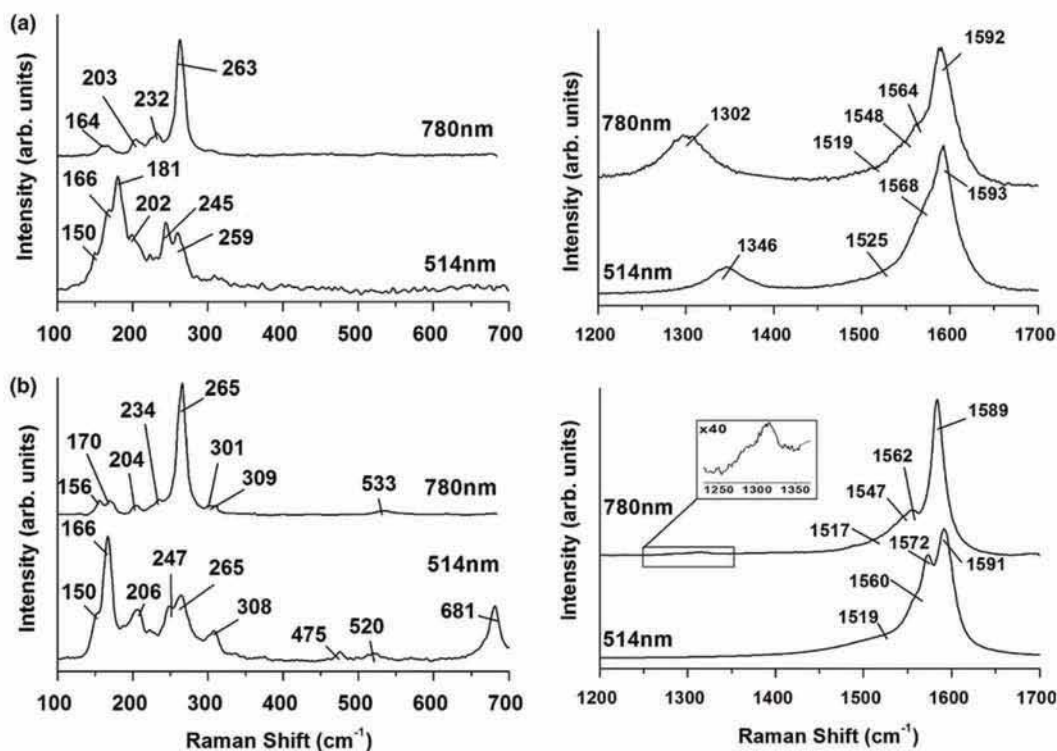 (a)
Intensity (arb. units)
164
203
232
263
780nm
150
166
181
202
245
259
514nm
100 200 300 400 500 600 700
Intensity (arb. units)
780nm
1302
1519
1548
1564
1592
514nm
1346
1525
1568
1593
1200 1300 1400 1500 1600 1700
(b)
Intensity (arb. units)
156
170
204
234
265
301
309
533
780nm
150
166
206
247
265
308
475
520
681
514nm
100 200 300 400 500 600 700
Raman Shift (cm⁻¹)
Intensity (arb. units)
x40
1250 1300 1350
780nm
1517
1547
1562
1589
514nm
1519
1560
1572
1591
1200 1300 1400 1500 1600 1700
Raman Shift (cm⁻¹)